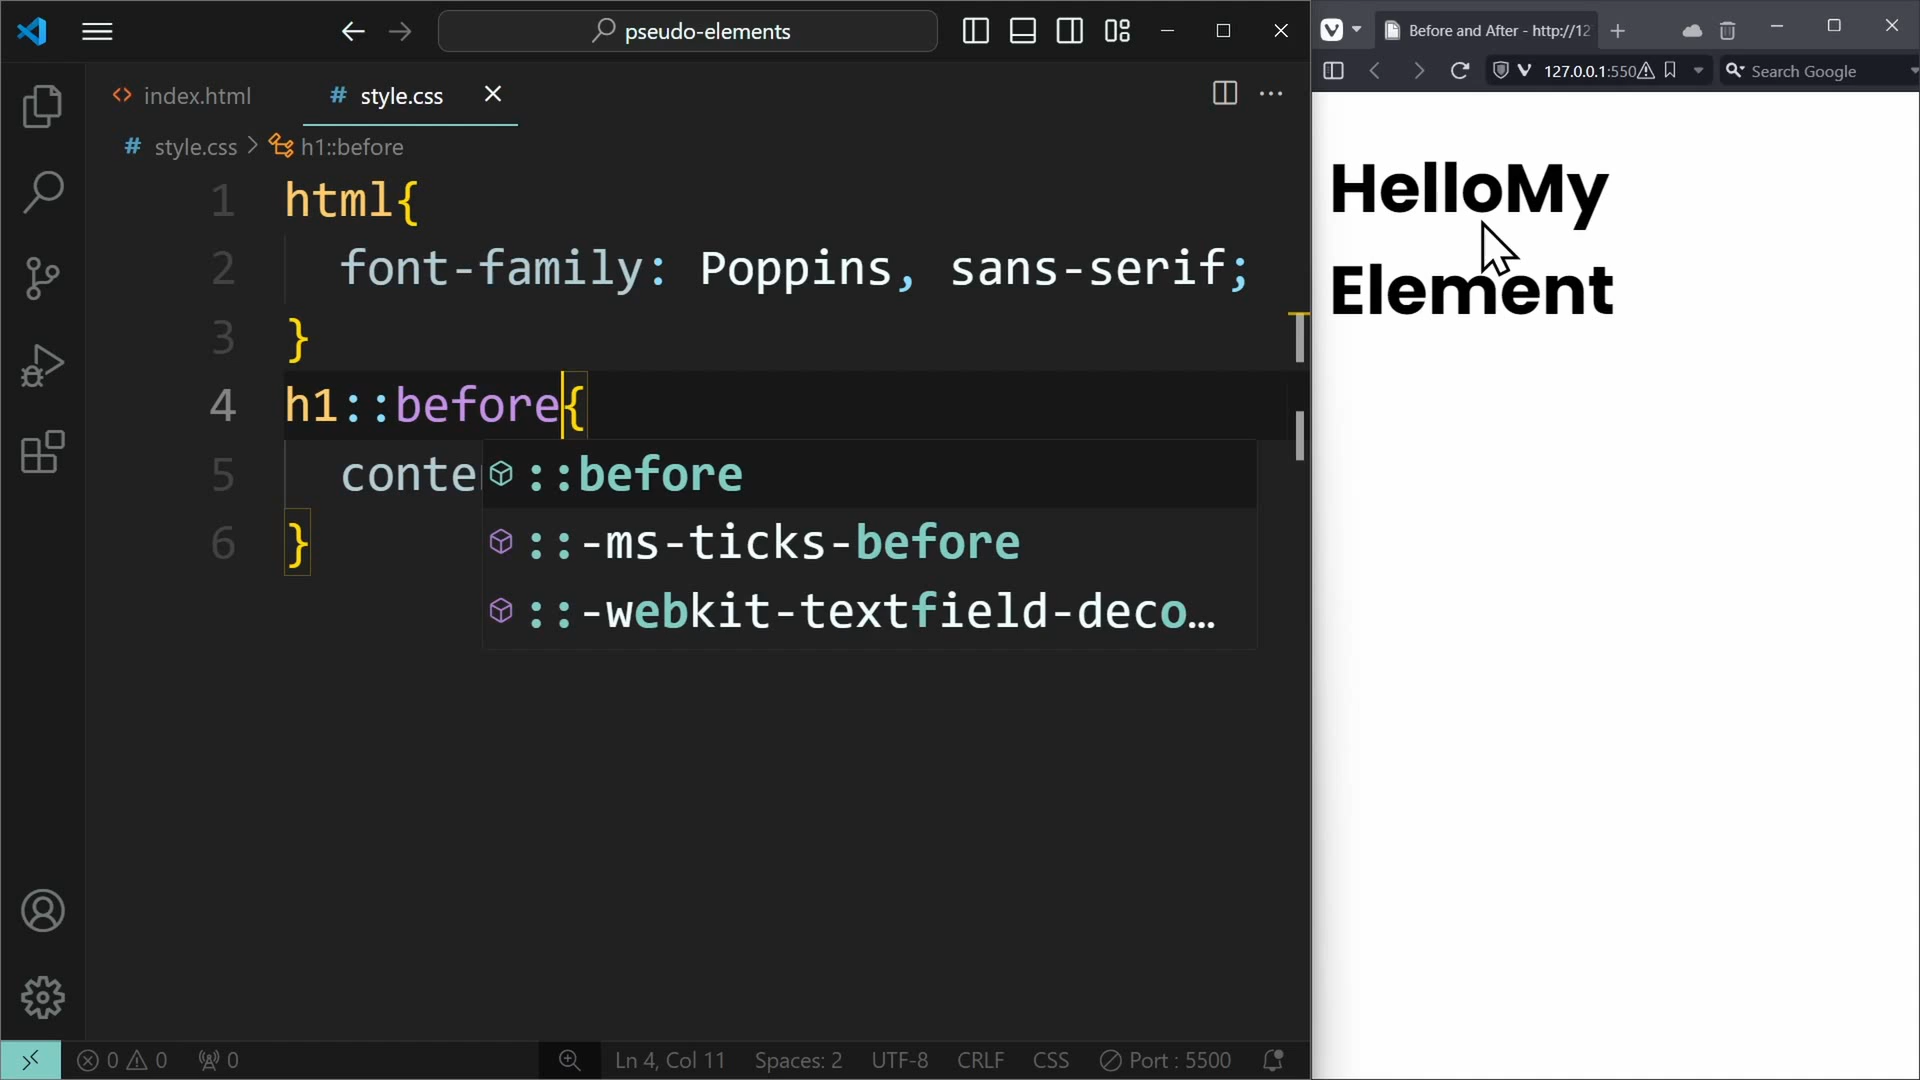 pseudo-elements
Before and After - http://12
127.0.0.1:550
Search Google
index.html
# style.css
# style.css > h1::before
1 html{
2 font-family: Poppins, sans-serif;
3 }
4 h1::before{
5 conte
6 }
::before
::-ms-ticks-before
::-webkit-textfield-deco…
HelloMy
Element
0 0 0
Ln 4, Col 11
Spaces: 2
UTF-8
CRLF
CSS
Port : 5500